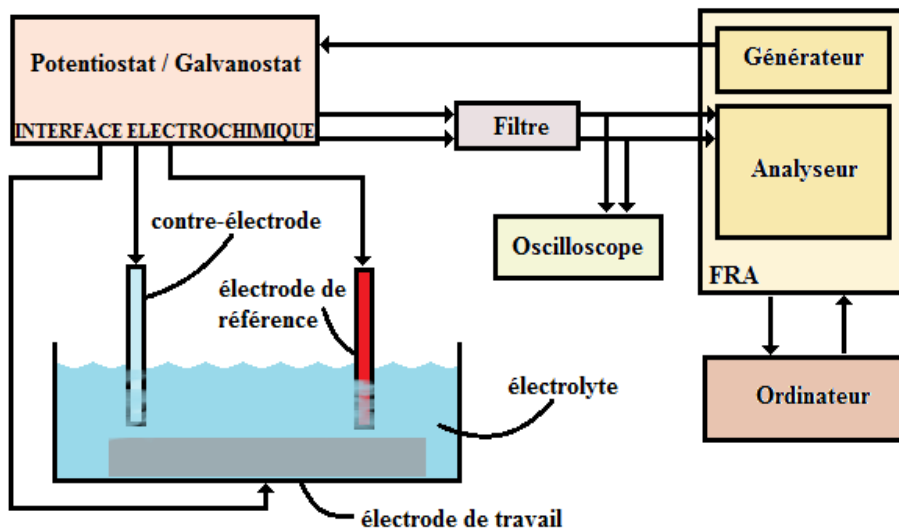 Potentiostat / Galvanostat
INTERFACE ELECTROCHIMIQUE
Filtre
Oscilloscope
Générateur
Analyseur
FRA
Ordinateur
contre-électrode
électrode de
référence
électrolyte
électrode de travail